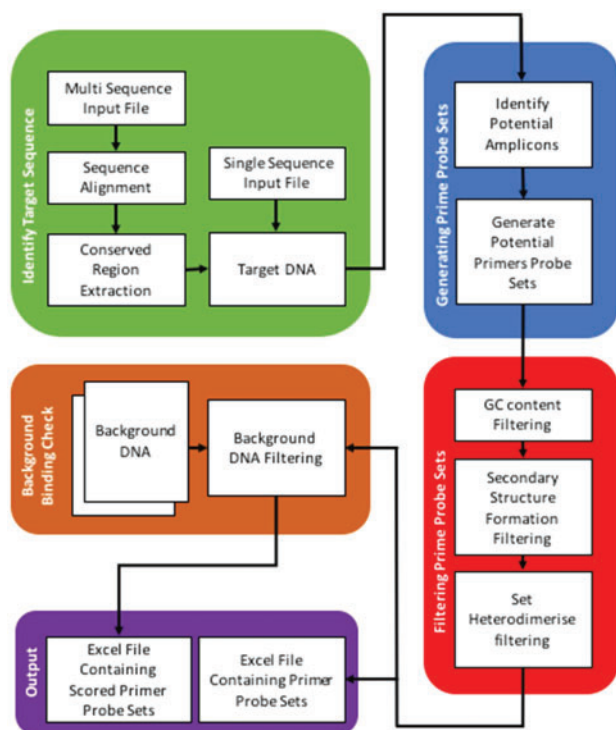 Identify Target Sequence
Multi Sequence
Input File
Sequence
Alignment
Single Sequence
Input File
Conserved
Region
Extraction
Target DNA
Generating Prime Probe Sets
Identify
Potential
Amplicons
Generate
Potential
Primers Probe
Sets
Background
Binding Check
Background
DNA
Background
DNA Filtering
Filtering Prime Probe Sets
GC content
Filtering
Secondary
Structure
Formation
Filtering
Set
Heterodimerise
filtering
Output
Excel File
Containing
Scored Primer
Probe Sets
Excel File
Containing Primer
Probe Sets